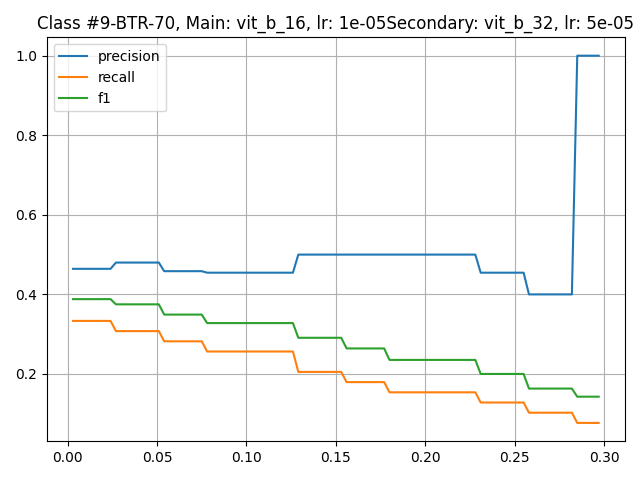 Class #9-BTR-70, Main: vit_b_16, lr: 1e-05Secondary: vit_b_32, lr: 5e-05
precision
recall
f1
1.0
0.8
0.6
0.4
0.2
0.00 0.05 0.10 0.15 0.20 0.25 0.30